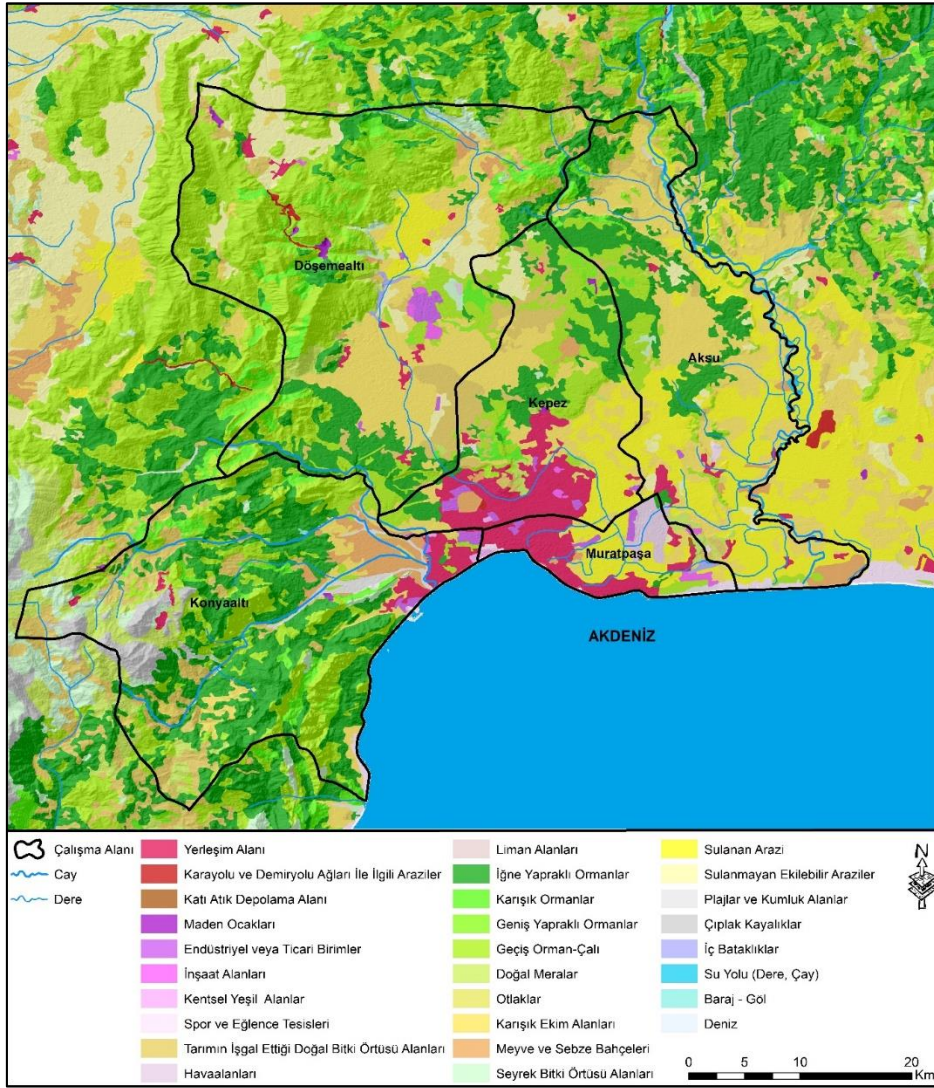 Döşemealtı
Aksu
Kepez
Muratpaşa
Konyaaltı
AKDENİZ
Çalışma Alanı
Cay
Dere
Yerleşim Alanı
Karayolu ve Demiryolu Ağları İle İlgili Araziler
Katı Atık Depolama Alanı
Maden Ocakları
Endüstriyel veya Ticari Birimler
İnşaat Alanları
Kentsel Yeşil Alanlar
Spor ve Eğlence Tesisleri
Tarımın İşgal Ettiği Doğal Bitki Örtüsü Alanları
Havaalanları
Liman Alanları
İğne Yapraklı Ormanlar
Karışık Ormanlar
Geniş Yapraklı Ormanlar
Geçiş Orman-Çalı
Doğal Meralar
Otlaklar
Karışık Ekim Alanları
Meyve ve Sebze Bahçeleri
Seyrek Bitki Örtüsü Alanları
Sulanan Arazi
Sulanmayan Ekilebilir Araziler
Plajlar ve Kumluk Alanlar
Çıplak Kayalıklar
İç Bataklıklar
Su Yolu (Dere, Çay)
Baraj - Göl
Deniz
N
0 5 10 20
Km